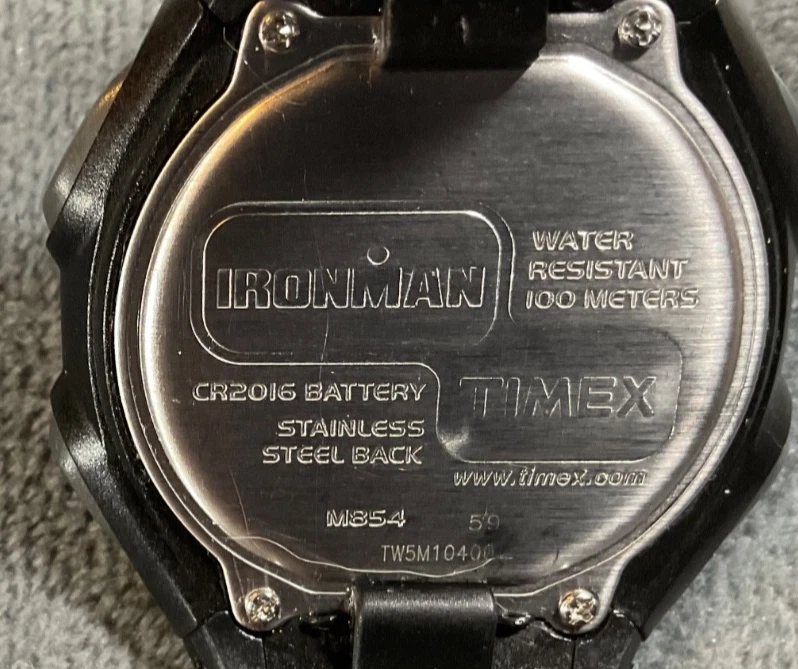 IRONMAN
WATER
RESISTANT
100 METERS
CR2016 BATTERY
STAINLESS
STEEL BACK
TIMEX
www.timex.com
M854 59
TW5M10400